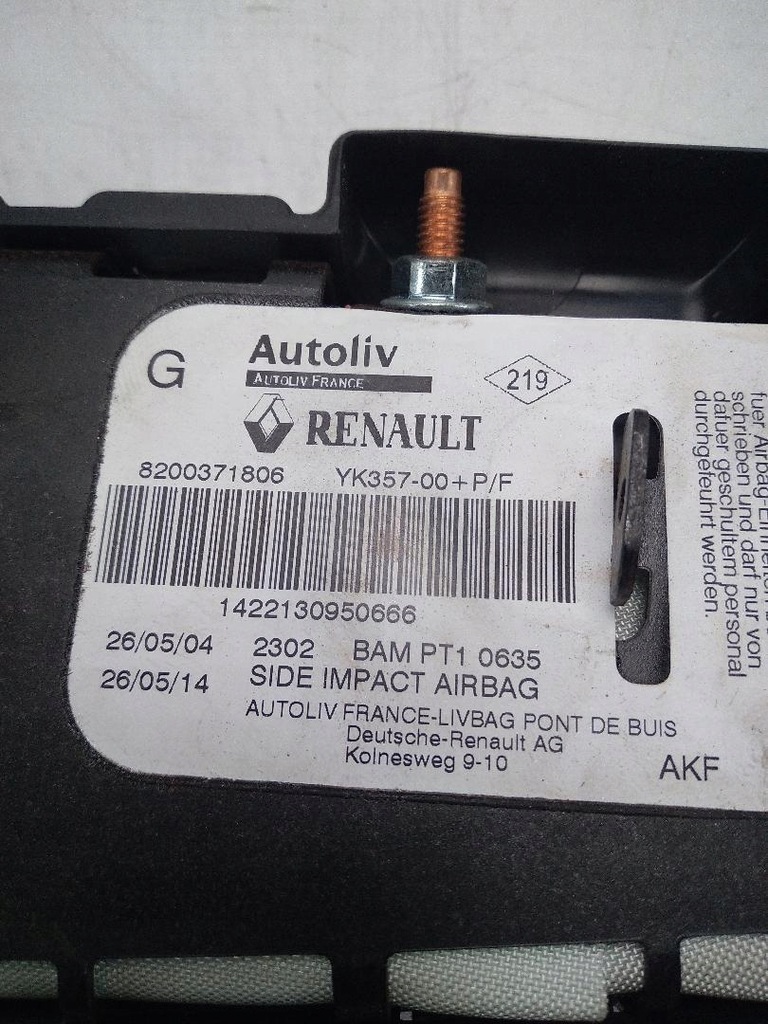 G
Autoliv
AUTOLIV FRANCE
219
RENAULT
8200371806 YK357-00+P/F
1422130950666
26/05/04 2302 BAM PT1 0635
26/05/14 SIDE IMPACT AIRBAG
AUTOLIV FRANCE-LIVBAG PONT DE BUIS
Deutsche-Renault AG
Kolnesweg 9-10
AKF
schrieben und darf nur von
dafuer geschultem personal
durchgefeuhrt werden.